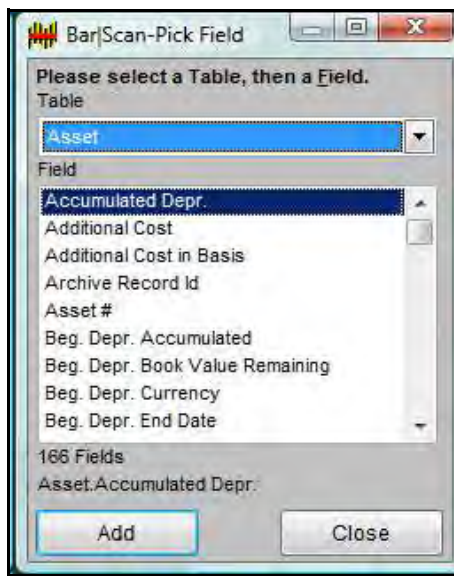 Bar|Scan-Pick Field
Please select a Table, then a Field.
Table
Asset
Field
Accumulated Depr.
Additional Cost
Additional Cost in Basis
Archive Record Id
Asset #
Beg. Depr. Accumulated
Beg. Depr. Book Value Remaining
Beg. Depr. Currency
Beg. Depr. End Date
166 Fields
Asset.Accumulated Depr.
Add Close